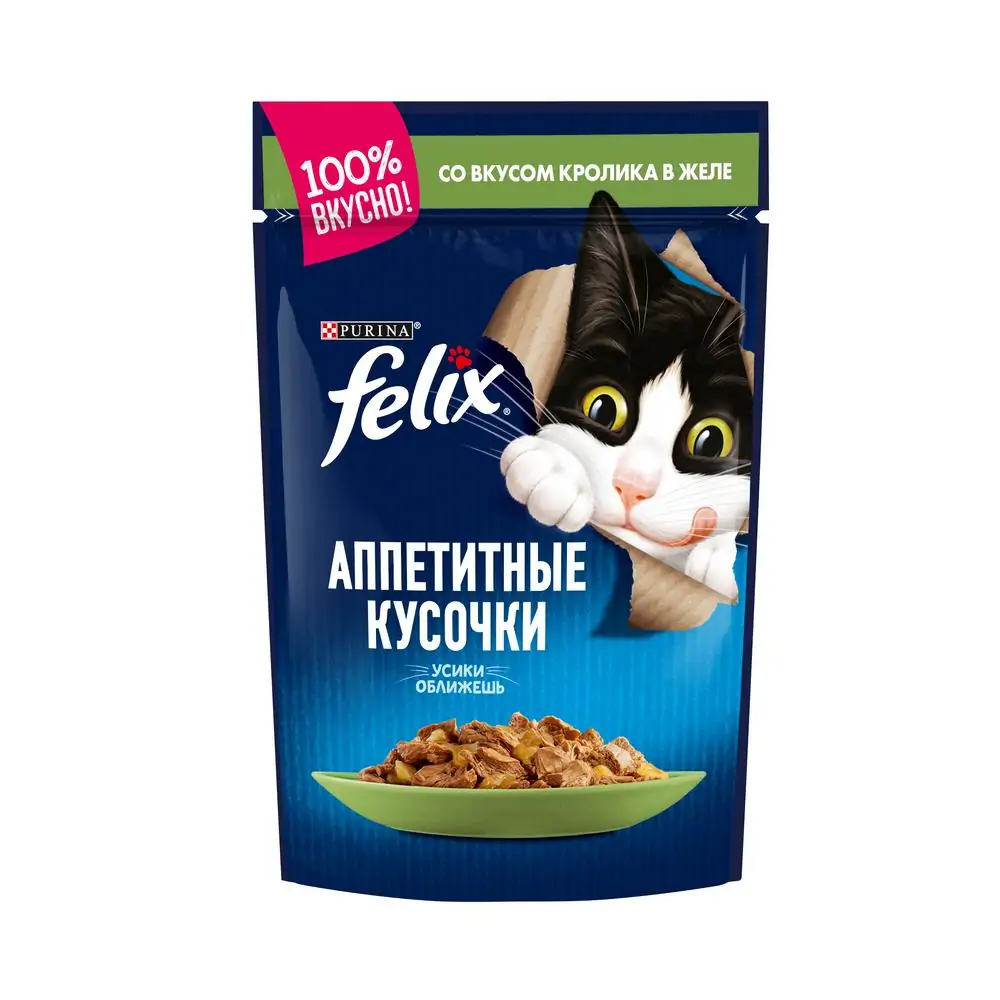 100%
ВКУСНО!
СО ВКУСОМ КРОЛИКА В ЖЕЛЕ
PURINA®
felix®
АППЕТИТНЫЕ
КУСОЧКИ
УСИКИ
ОБЛИЖЕШЬ